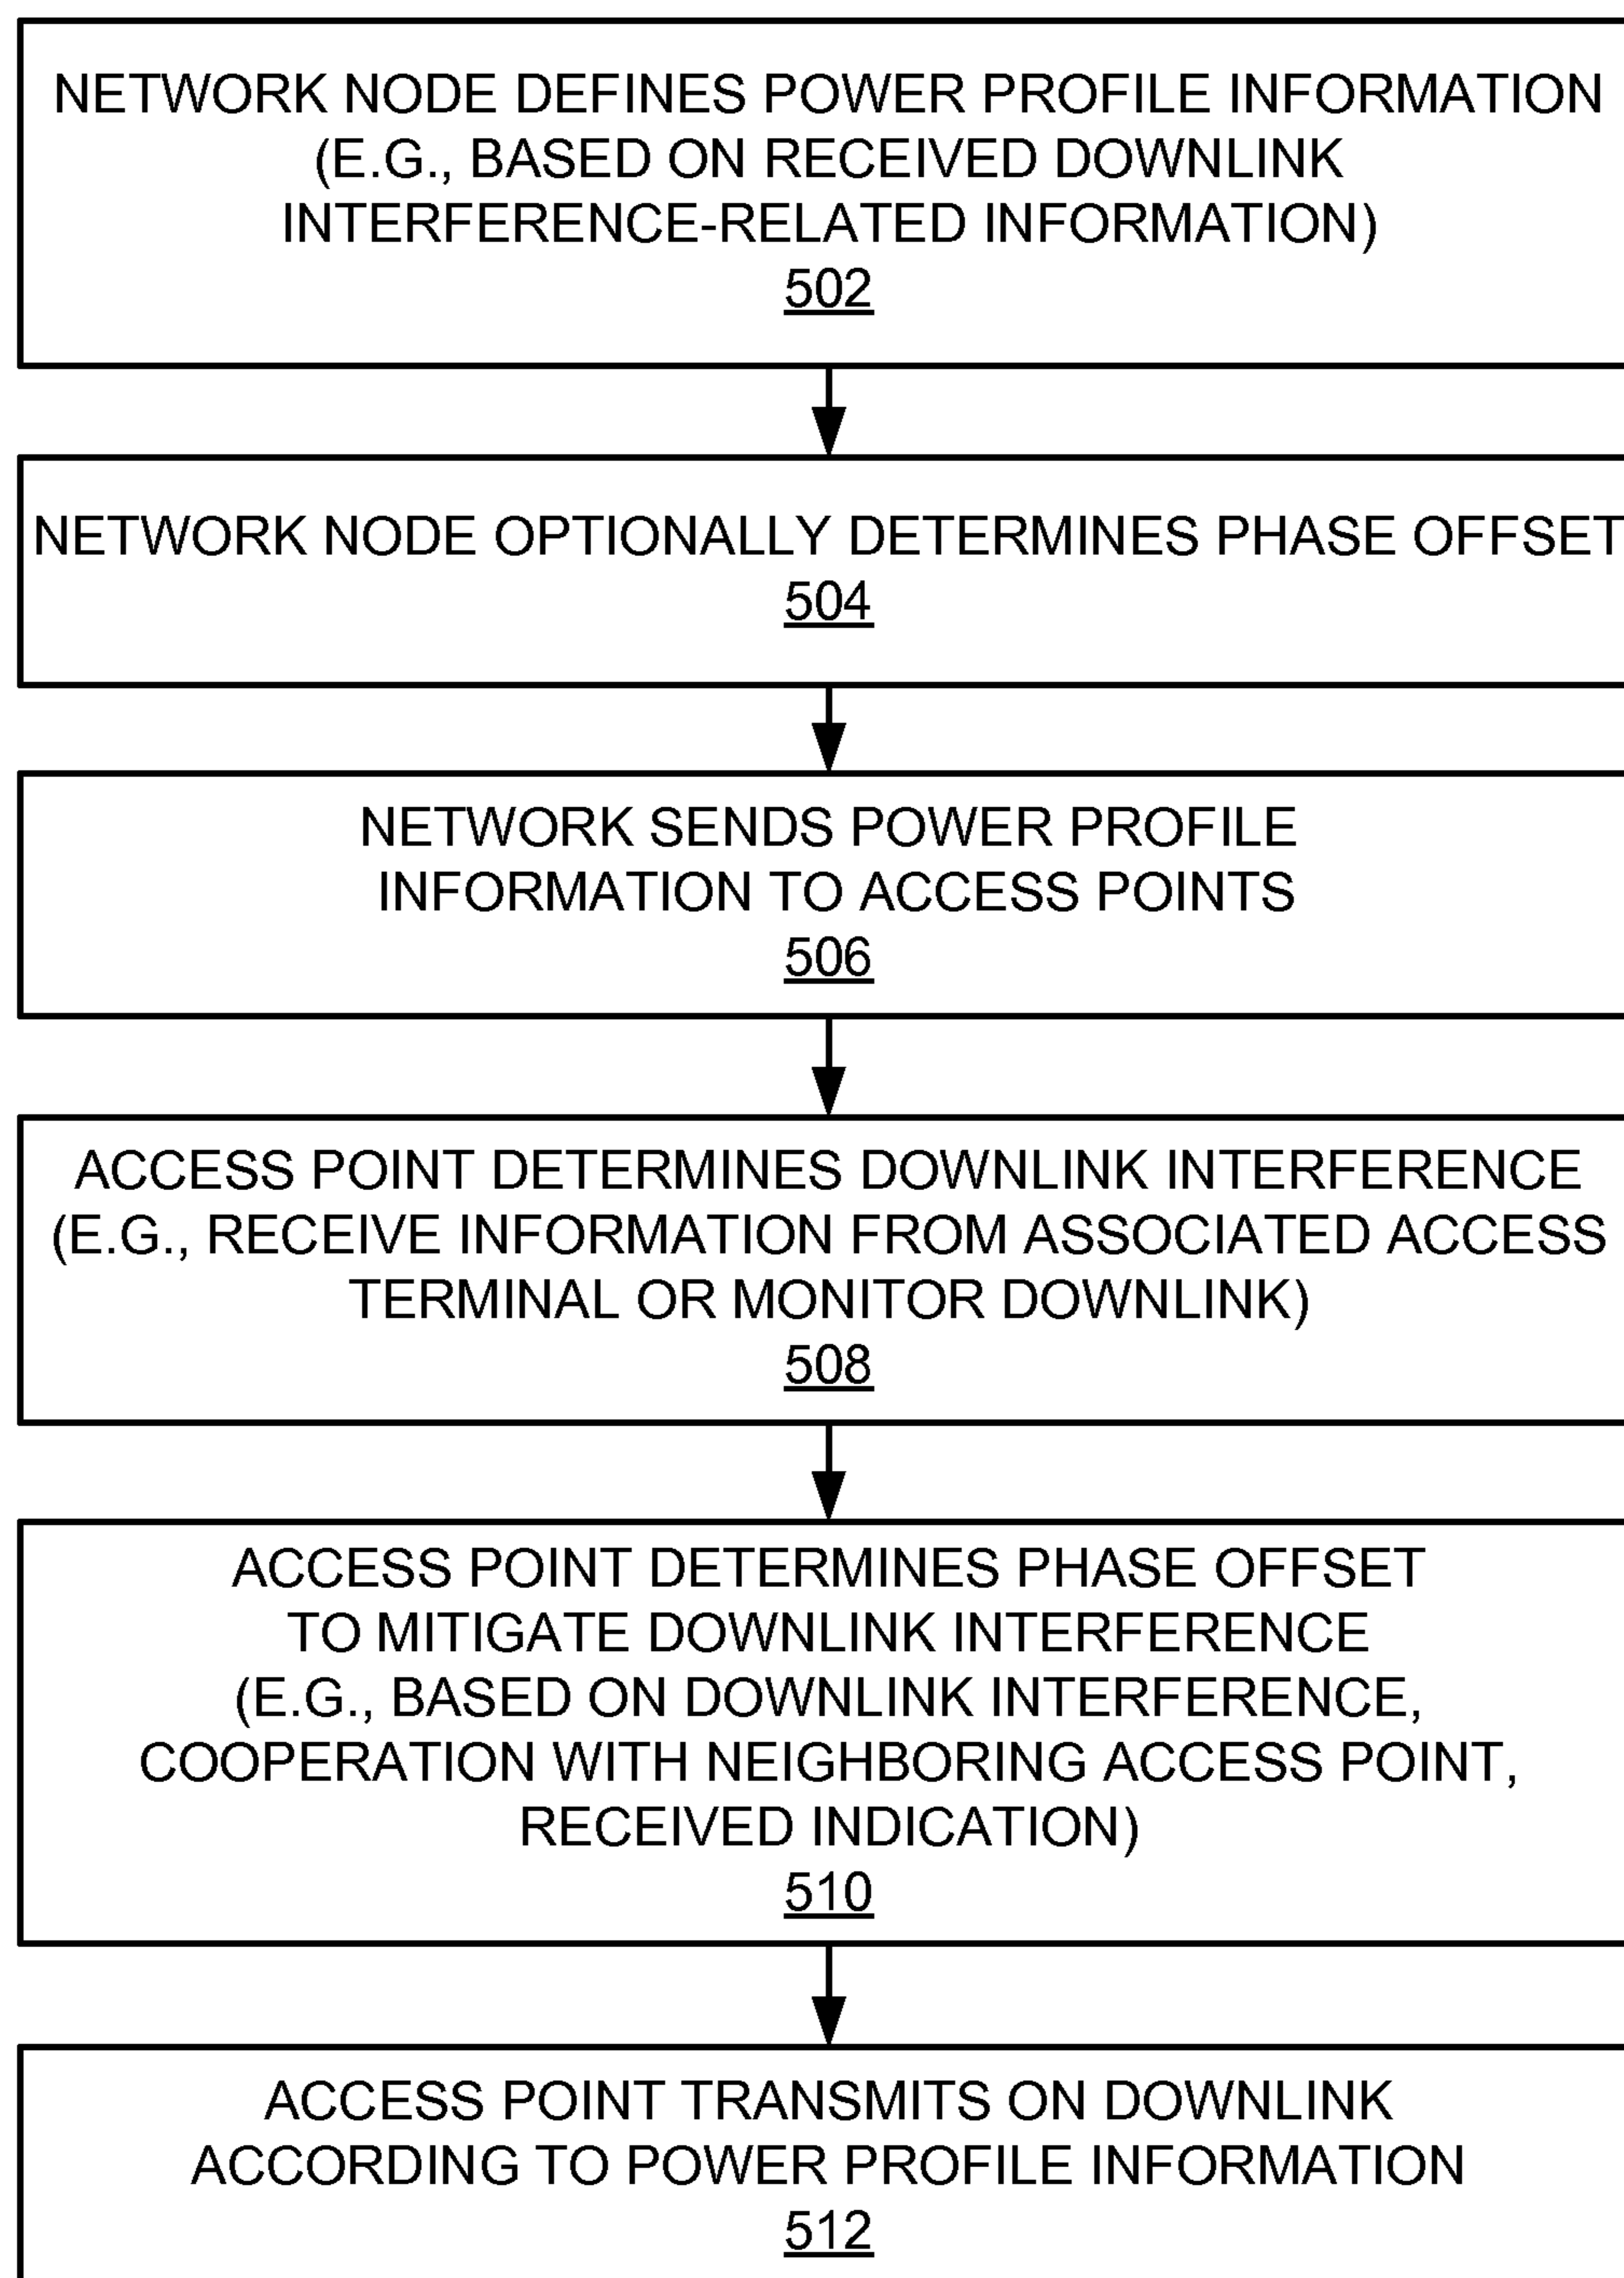 NETWORK NODE DEFINES POWER PROFILE INFORMATION
(E.G., BASED ON RECEIVED DOWNLINK
INTERFERENCE-RELATED INFORMATION)
502
NETWORK NODE OPTIONALLY DETERMINES PHASE OFFSET
504
NETWORK SENDS POWER PROFILE
INFORMATION TO ACCESS POINTS
506
ACCESS POINT DETERMINES DOWNLINK INTERFERENCE
(E.G., RECEIVE INFORMATION FROM ASSOCIATED ACCESS
TERMINAL OR MONITOR DOWNLINK)
508
ACCESS POINT DETERMINES PHASE OFFSET
TO MITIGATE DOWNLINK INTERFERENCE
(E.G., BASED ON DOWNLINK INTERFERENCE,
COOPERATION WITH NEIGHBORING ACCESS POINT,
RECEIVED INDICATION)
510
ACCESS POINT TRANSMITS ON DOWNLINK
ACCORDING TO POWER PROFILE INFORMATION
512